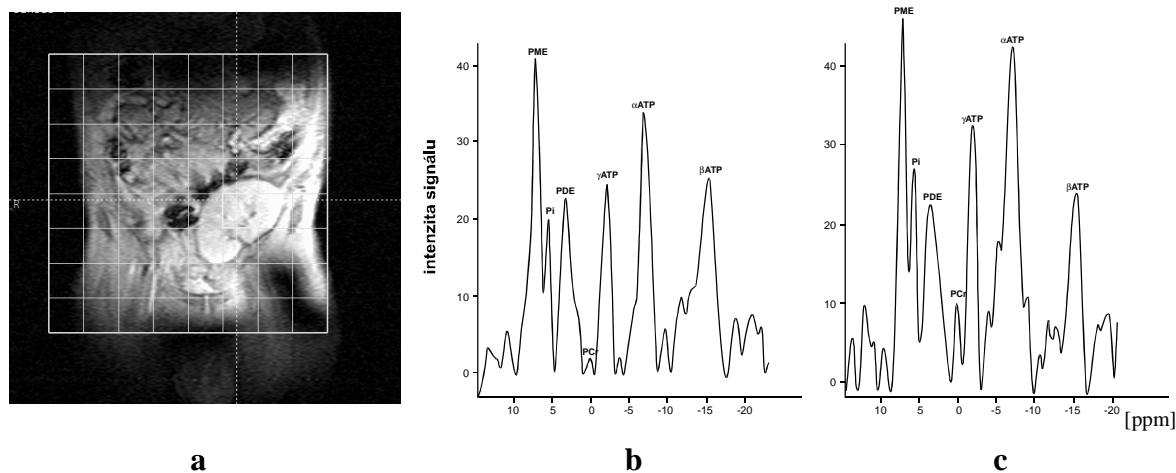 R
intenzita signálu
40
30
20
10
0
10
5
0
-5
-10
-15
-20
PME
Pi
PDE
PCr
γATP
αATP
βATP
40
30
20
10
0
10
5
0
-5
-10
-15
-20
[ppm]
PME
Pi
PDE
PCr
γATP
αATP
βATP
a
b
c